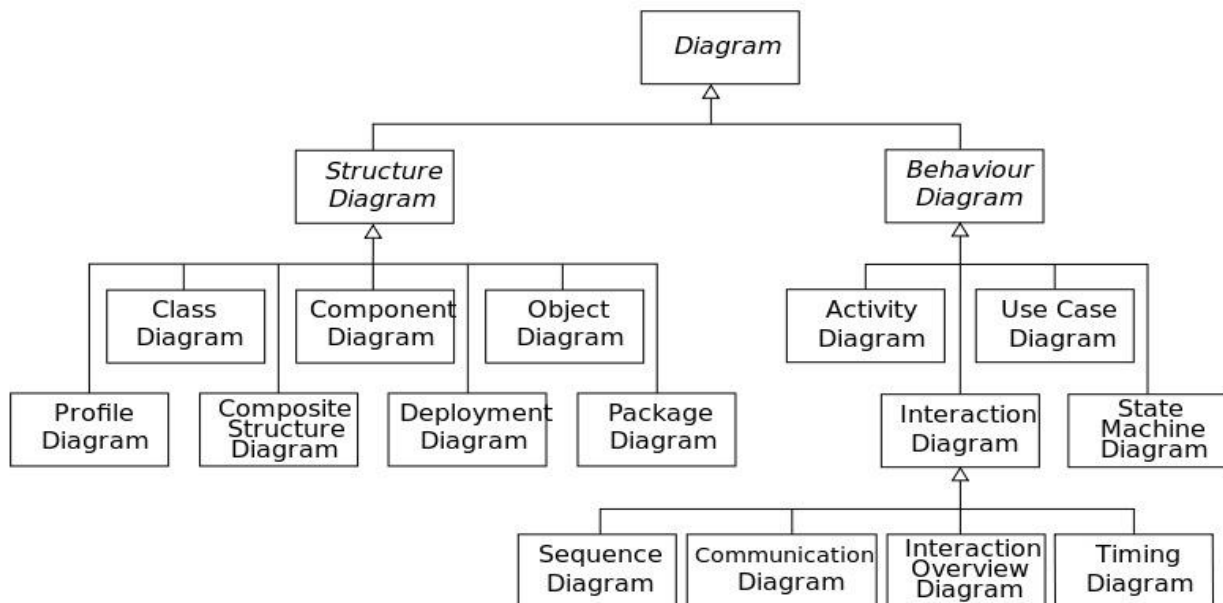 Diagram
Structure
Diagram
Behaviour
Diagram
Class
Diagram
Component
Diagram
Object
Diagram
Activity
Diagram
Use Case
Diagram
Profile
Diagram
Composite
Structure
Diagram
Deployment
Diagram
Package
Diagram
Interaction
Diagram
State
Machine
Diagram
Sequence
Diagram
Communication
Diagram
Interaction
Overview
Diagram
Timing
Diagram